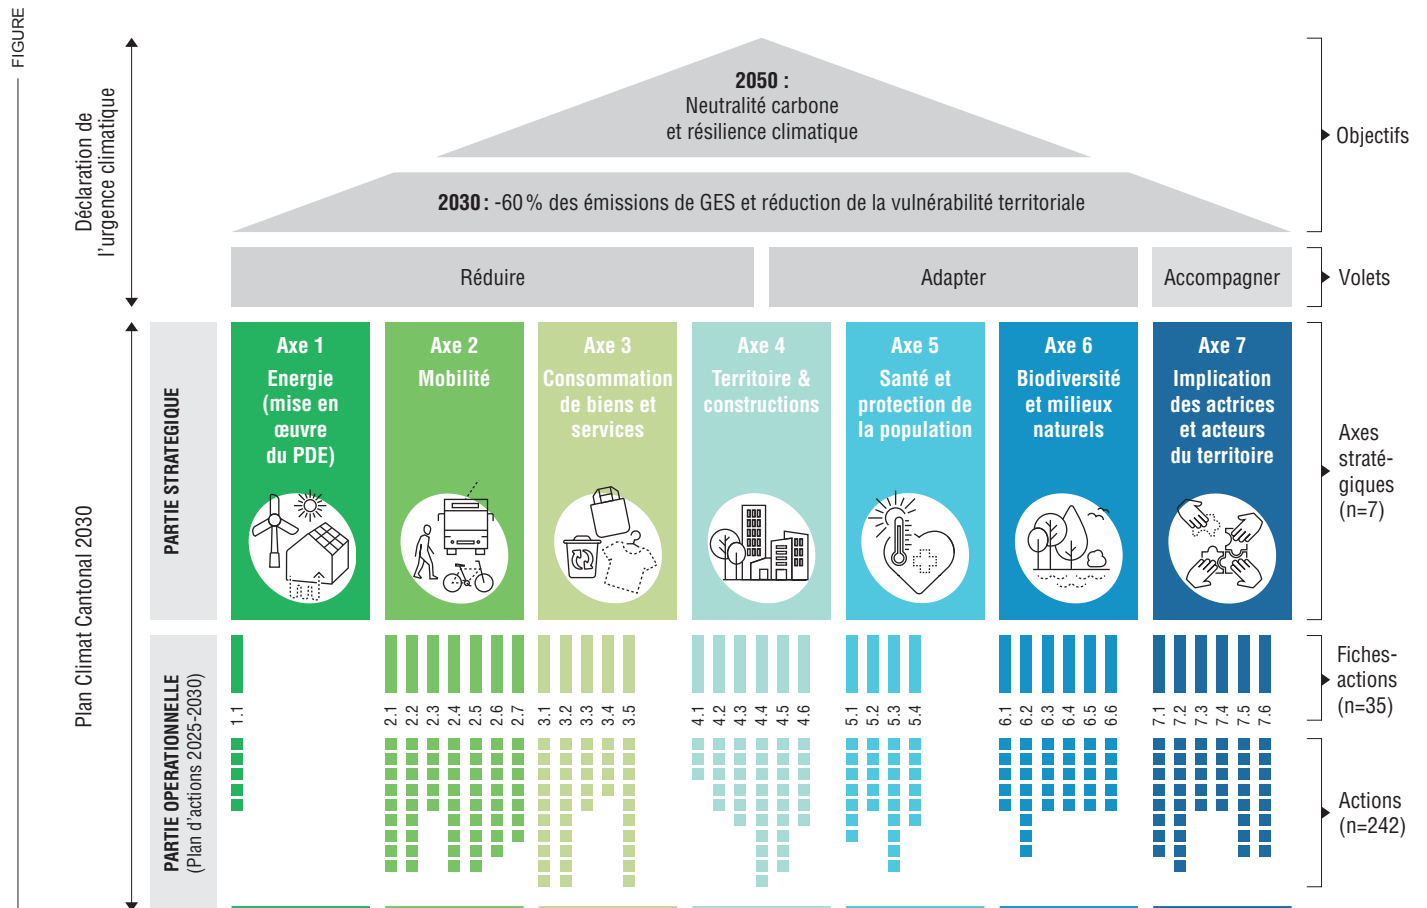 FIGURE
Déclaration de
l'urgence climatique
2050 :
Neutralité carbone
et résilience climatique
2030 : -60 % des émissions de GES et réduction de la vulnérabilité territoriale
Objectifs
Réduire
Adapter
Accompagner
Volets
Plan Climat Cantonal 2030
PARTIE STRATEGIQUE
Axe 1
Energie
(mise en
œuvre
du PDE)
Axe 2
Mobilité
Axe 3
Consommation
de biens et
services
Axe 4
Territoire &
constructions
Axe 5
Santé et
protection de
la population
Axe 6
Biodiversité
et milieux
naturels
Axe 7
Implication
des actrices
et acteurs
du territoire
Axes
straté-
giques
(n=7)
PARTIE OPERATIONNELLE
(Plan d'actions 2025-2030)
1.1
2.1
2.2
2.3
2.4
2.5
2.6
2.7
3.1
3.2
3.3
3.4
3.5
4.1
4.2
4.3
4.4
4.5
4.6
5.1
5.2
5.3
5.4
6.1
6.2
6.3
6.4
6.5
6.6
7.1
7.2
7.3
7.4
7.5
7.6
Fiches-
actions
(n=35)
Actions
(n=242)